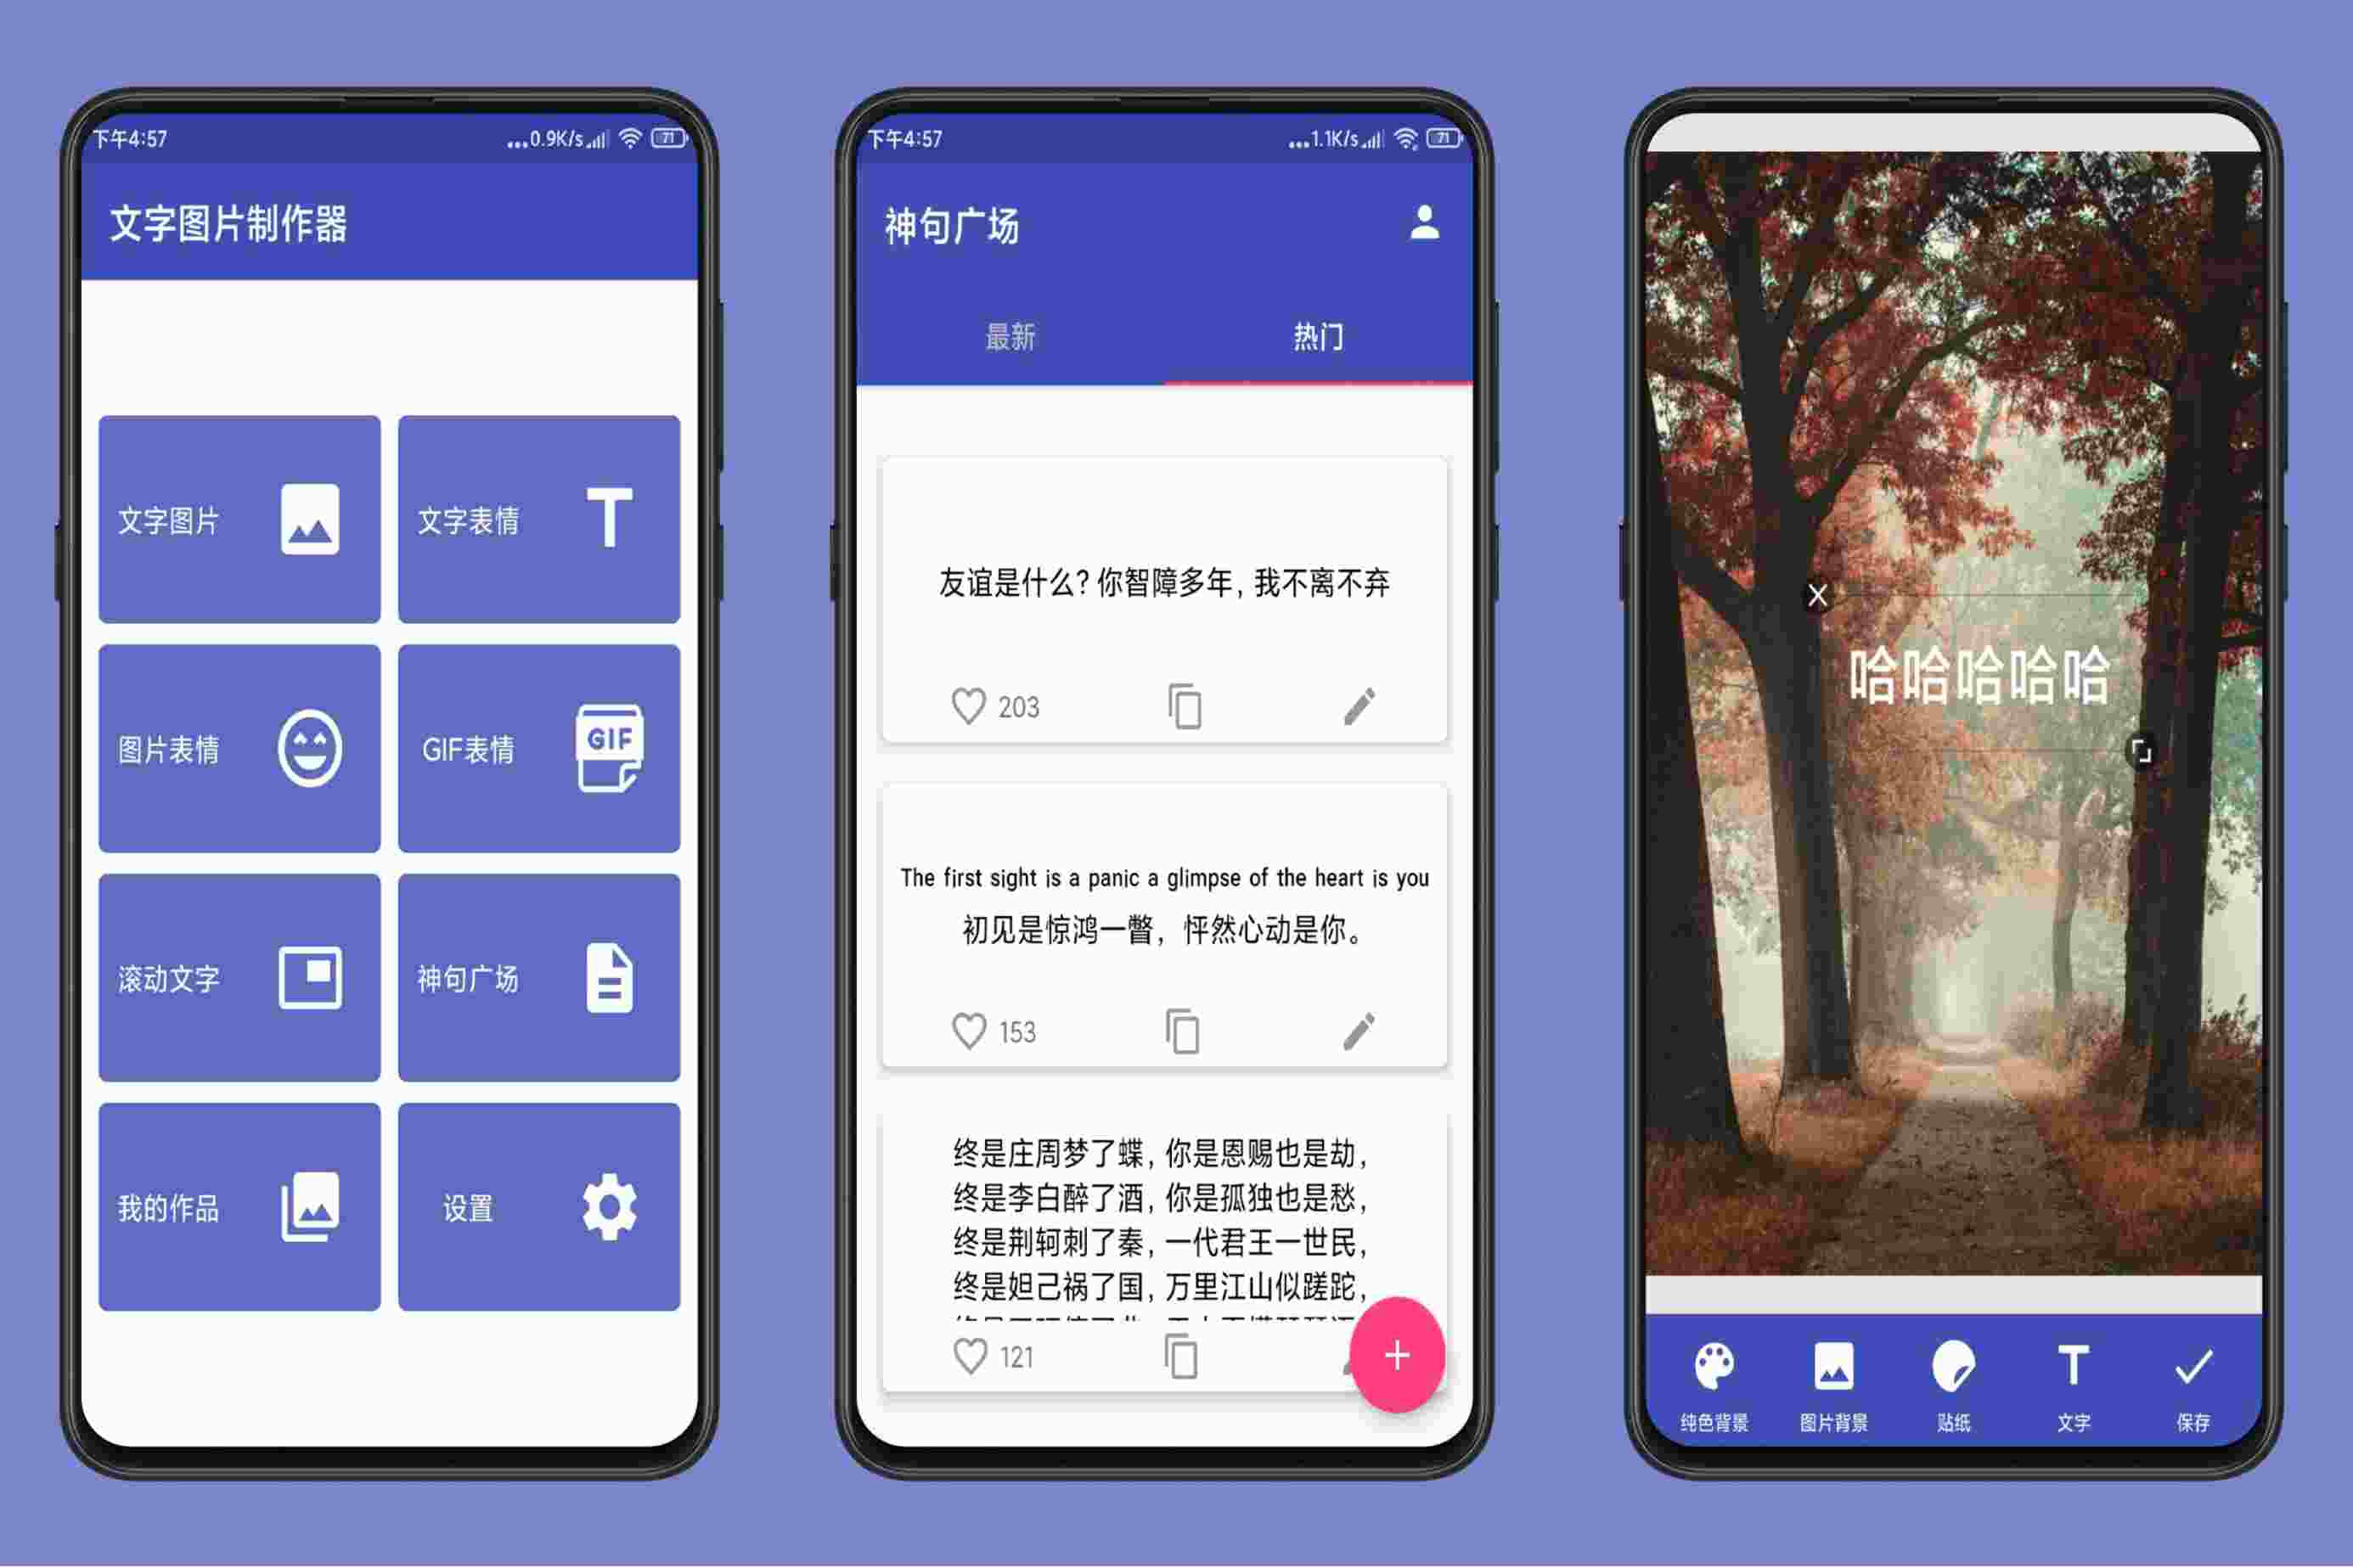 下午4:57
...0.9K/s
71
文字图片制作器
文字图片
文字表情
图片表情
GIF表情
GIF
滚动文字
神句广场
我的作品
设置
下午4:57
...1.1K/s
71
神句广场
最新
热门
友谊是什么？你智障多年，我不离不弃
203
The first sight is a panic a glimpse of the heart is you
初见是惊鸿一瞥，怦然心动是你。
153
终是庄周梦了蝶，你是恩赐也是劫，
终是李白醉了酒，你是孤独也是愁，
终是荆轲刺了秦，一代君王一世民，
终是妲己祸了国，万里江山似蹉跎，
121
哈哈哈哈哈
纯色背景
图片背景
贴纸
文字
保存